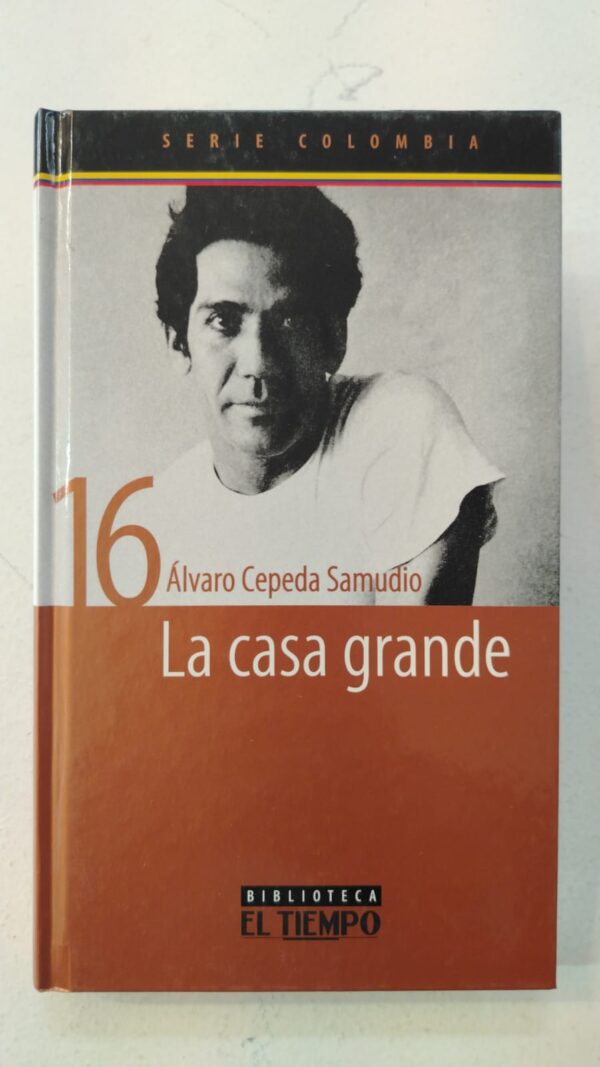 SERIE COLOMBIA
16
Álvaro Cepeda Samudio
La casa grande
BIBLIOTECA
EL TIEMPO